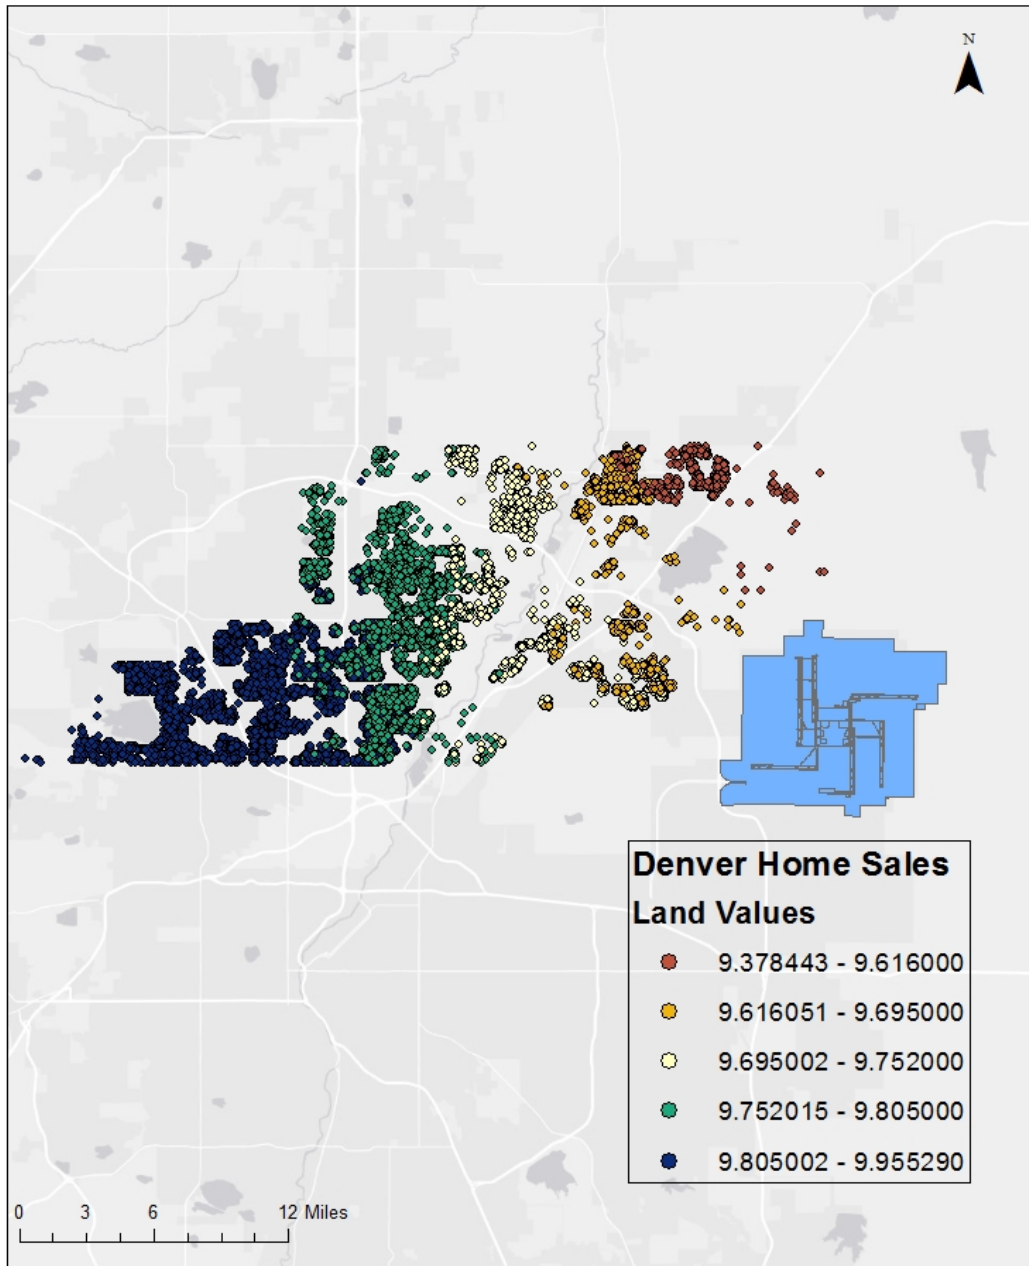 N
Denver Home Sales
Land Values
9.378443 - 9.616000
9.616051 - 9.695000
9.695002 - 9.752000
9.752015 - 9.805000
9.805002 - 9.955290
0 3 6 12 Miles